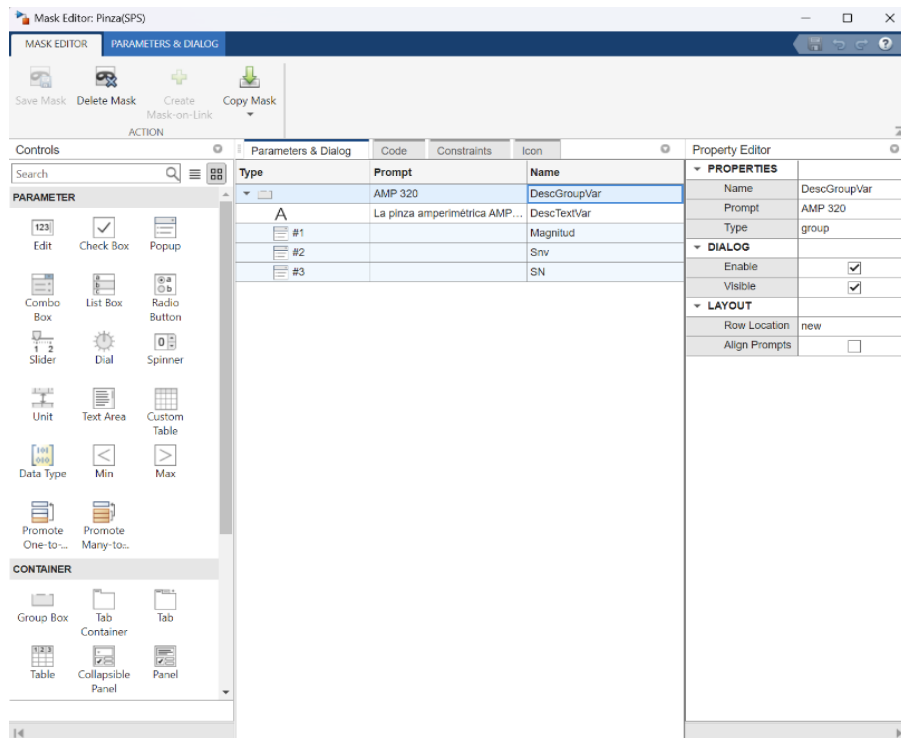 Mask Editor: Pinza(SPS)
MASK EDITOR PARAMETERS & DIALOG
Save Mask Delete Mask Create Mask-on-Link Copy Mask
ACTION
Controls
Search
PARAMETER
123
Edit Check Box Popup
Combo Box List Box Radio Button
Slider Dial Spinner
Unit Text Area Custom Table
Data Type Min Max
Promote One-to-... Promote Many-to...
CONTAINER
Group Box Tab Container Tab
Table Collapsible Panel Panel
Parameters & Dialog Code Constraints Icon
Type Prompt Name
AMP 320 DescGroupVar
A La pinza amperimétrica AMP... DescTextVar
#1 Magnitud
#2 Snv
#3 SN
Property Editor
PROPERTIES
Name DescGroupVar
Prompt AMP 320
Type group
DIALOG
Enable
Visible
LAYOUT
Row Location new
Align Prompts